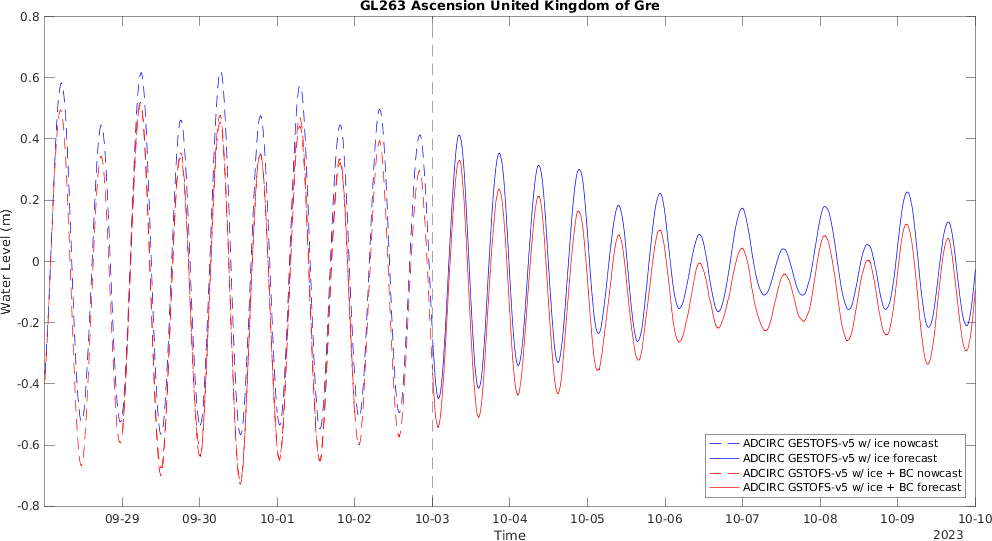 GL263 Ascension United Kingdom of Gre
0.8
0.6
0.4
0.2
0
-0.2
-0.4
-0.6
-0.8
Water Level (m)
ADCIRC GESTOFS-v5 w/ ice nowcast
ADCIRC GESTOFS-v5 w/ ice forecast
ADCIRC GSTOFS-v5 w/ ice + BC nowcast
ADCIRC GSTOFS-v5 w/ ice + BC forecast
09-29 09-30 10-01 10-02 10-03 10-04 10-05 10-06 10-07 10-08 10-09 10-10
Time
2023